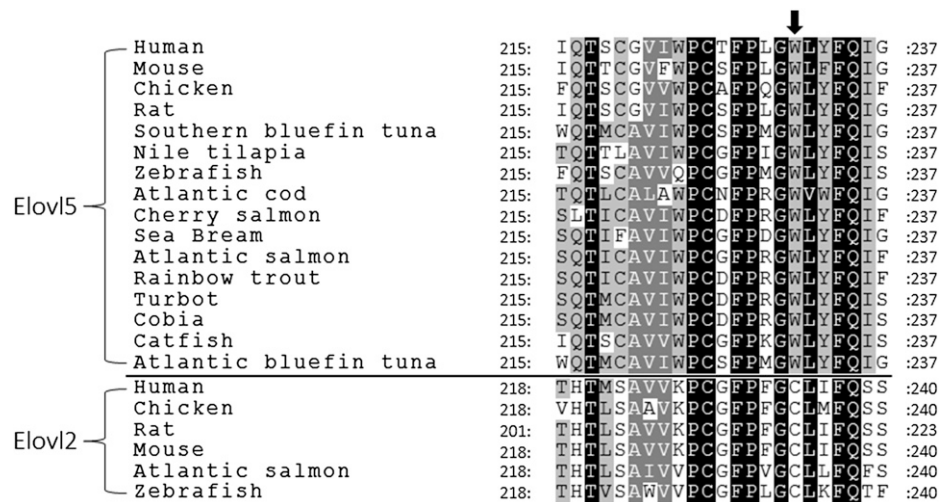 Elovl5
Human 215: IQTSCGVIWPCTFPLGWLYFQIG :237
Mouse 215: IQTTCGVFWPCSFPLGWLFFQIG :237
Chicken 215: FQTSCGVVWPCAFPQGWLYFQIF :237
Rat 215: IQTSCGVIWPCSFPLGWLYFQIG :237
Southern bluefin tuna 215: WQTMCAVIWPCSFPMGWLYFQIG :237
Nile tilapia 215: TQTTLAVIWPCGFPIGWLYFQIS :237
Zebrafish 215: FQTSCAVVQPCGFPMGWLYFQIS :237
Atlantic cod 215: TQTLCALAWPCNFPRGWVWFQIG :237
Cherry salmon 215: SLTICAVIWPCDFPRGWLYFQIF :237
Sea Bream 215: SQTIFAVIWPCGFPDGWLYFQIG :237
Atlantic salmon 215: SQTICAVIWPCDFPRGWLYFQIF :237
Rainbow trout 215: SQTICAVIWPCDFPRGWLYFQIF :237
Turbot 215: SQTMCAVIWPCDFPRGWLYFQIS :237
Cobia 215: SQTMCAVIWPCDFPRGWLYFQIS :237
Catfish 215: IQTSCAVVWPCGFPKGWLYFQIS :237
Atlantic bluefin tuna 215: WQTMCAVIWPCSFPMGWLYFQIG :237
Elovl2
Human 218: THTMSAVVKPCGFPFGCLIFQSS :240
Chicken 218: VHTLSAAVKPCGFPFGCLMFQSS :240
Rat 201: THTLSAVVKPCGFPFGCLIFQSS :223
Mouse 218: THTLSAVVKPCGFPFGCLIFQSS :240
Atlantic salmon 218: THTLSAIVVPCGFPVGCLLFQFS :240
Zebrafish 218: THTVSAWVVPCGFPLGCLKFQTF :240